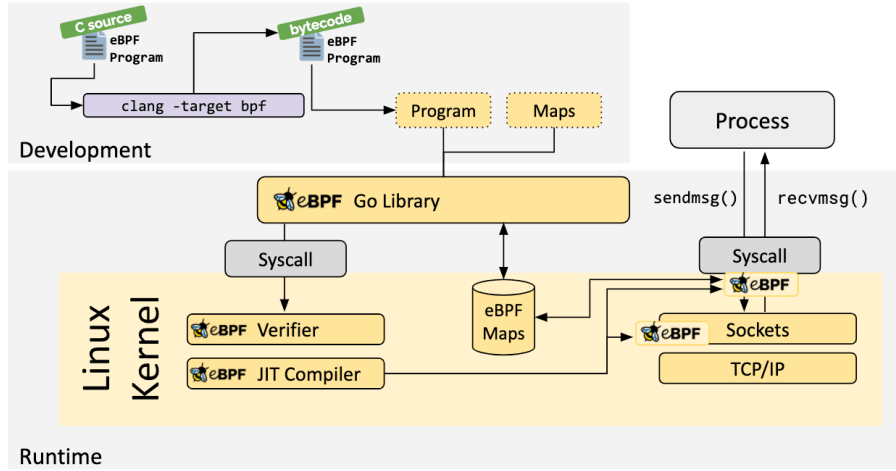 C source
eBPF
Program
bytecode
eBPF
Program
clang -target bpf
Program
Maps
Development
Process
sendmsg()
recvmsg()
eBPF Go Library
Syscall
Syscall
eBPF
Linux
Kernel
eBPF Verifier
eBPF
Maps
eBPF
Sockets
eBPF JIT Compiler
TCP/IP
Runtime